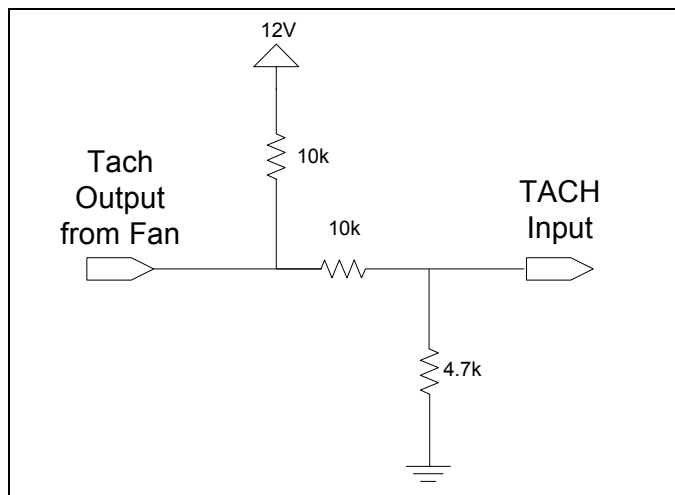 12V
10k
Tach
Output
from Fan
10k
TACH
Input
4.7k